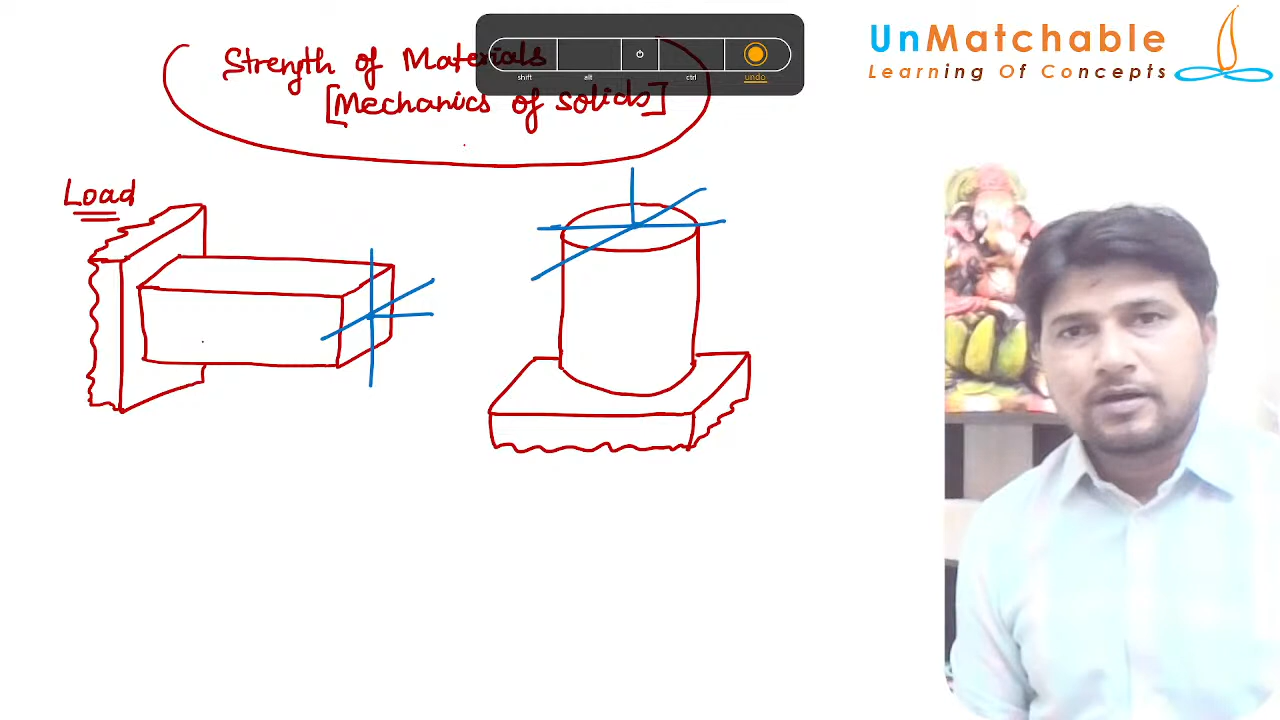 Strength of Materials
[Mechanics of Solids]
shift alt ctrl undo
UnMatchable
Learning Of Concepts
Load